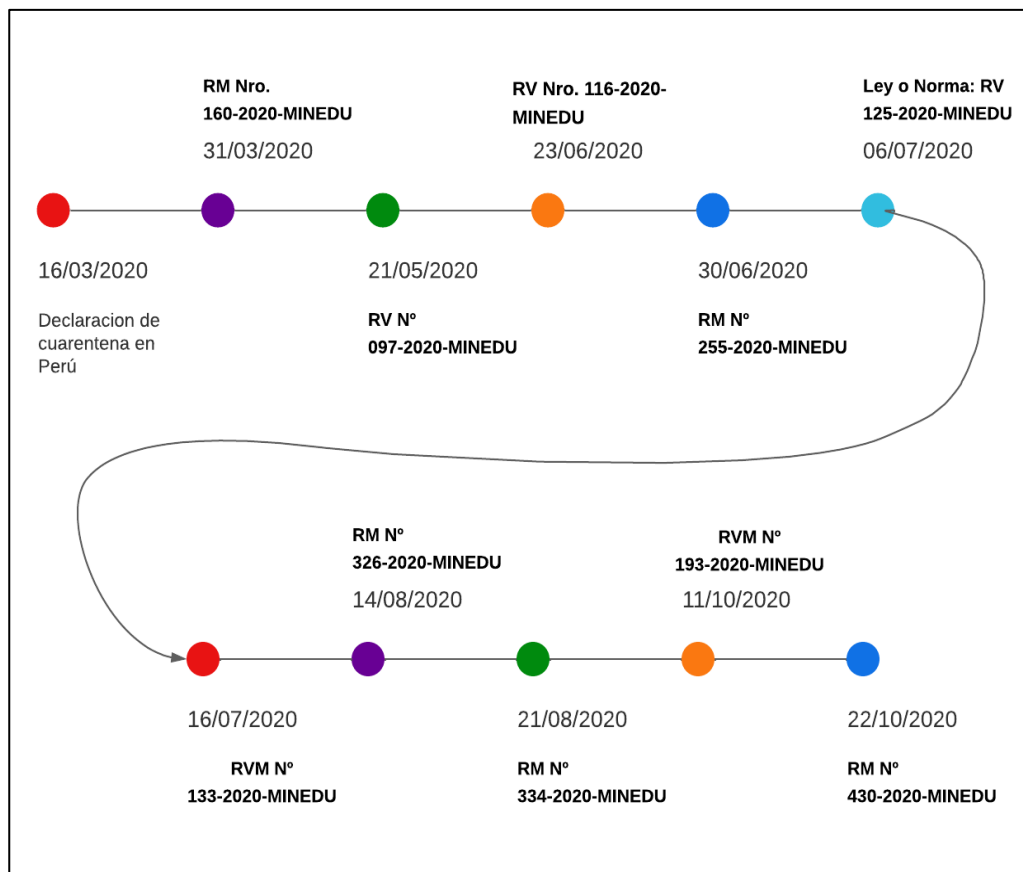 RM Nro.
160-2020-MINEDU
31/03/2020
RV Nro. 116-2020-
MINEDU
23/06/2020
Ley o Norma: RV
125-2020-MINEDU
06/07/2020
16/03/2020
Declaracion de
cuarentena en
Perú
21/05/2020
RV Nº
097-2020-MINEDU
30/06/2020
RM Nº
255-2020-MINEDU
RM Nº
326-2020-MINEDU
14/08/2020
RVM Nº
193-2020-MINEDU
11/10/2020
16/07/2020
RVM Nº
133-2020-MINEDU
21/08/2020
RM Nº
334-2020-MINEDU
22/10/2020
RM Nº
430-2020-MINEDU